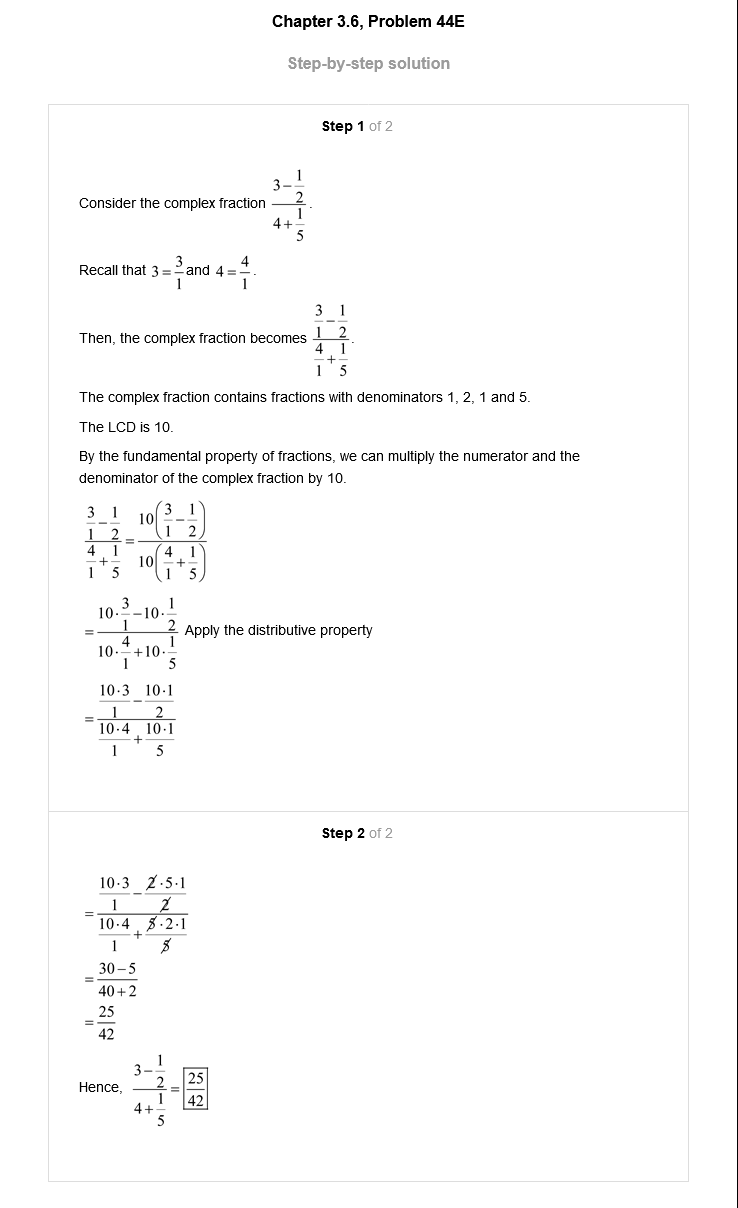 Chapter 3.6, Problem 44E
Step-by-step solution
Step 1 of 2
Consider the complex fraction \frac{3-\frac{1}{2}}{4+\frac{1}{5}}.
Recall that 3=\frac{3}{1} and 4=\frac{4}{1}.
Then, the complex fraction becomes \frac{\frac{3}{1}-\frac{1}{2}}{\frac{4}{1}+\frac{1}{5}}.
The complex fraction contains fractions with denominators 1, 2, 1 and 5.
The LCD is 10.
By the fundamental property of fractions, we can multiply the numerator and the
denominator of the complex fraction by 10.
\frac{\frac{3}{1}-\frac{1}{2}}{\frac{4}{1}+\frac{1}{5}}=\frac{10\left(\frac{3}{1}-\frac{1}{2}\right)}{10\left(\frac{4}{1}+\frac{1}{5}\right)}
=\frac{10\cdot\frac{3}{1}-10\cdot\frac{1}{2}}{10\cdot\frac{4}{1}+10\cdot\frac{1}{5}} Apply the distributive property
=\frac{\frac{10\cdot3}{1}-\frac{10\cdot1}{2}}{\frac{10\cdot4}{1}+\frac{10\cdot1}{5}}
Step 2 of 2
=\frac{\frac{10\cdot3}{1}-\frac{\cancel{2}\cdot5\cdot1}{\cancel{2}}}{\frac{10\cdot4}{1}+\frac{\cancel{5}\cdot2\cdot1}{\cancel{5}}}
=\frac{30-5}{40+2}
=\frac{25}{42}
Hence, \frac{3-\frac{1}{2}}{4+\frac{1}{5}}=\boxed{\frac{25}{42}}